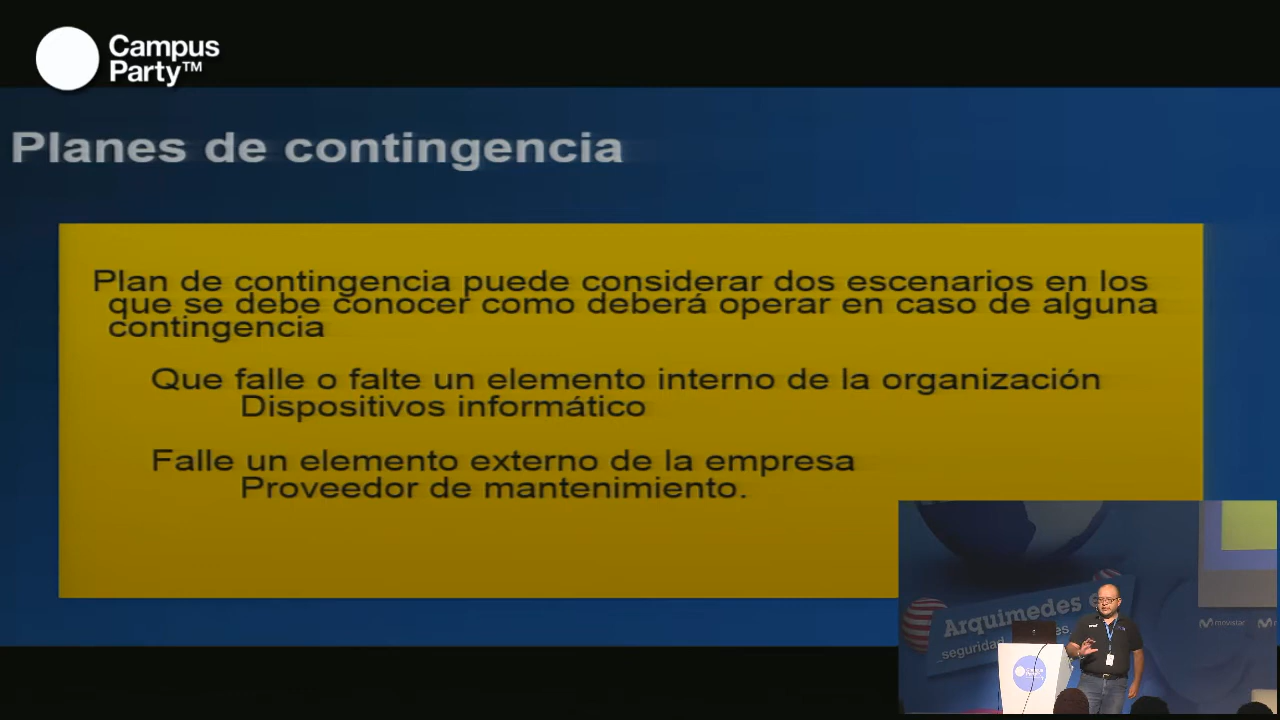 Campus
Party™
Planes de contingencia
Plan de contingencia puede considerar dos escenarios en los
que se debe conocer como deberá operar en caso de alguna
contingencia
Que falle o falte un elemento interno de la organización
Dispositivos informático
Falle un elemento externo de la empresa
Proveedor de mantenimiento.
Arquimedes
_seguridad
movistar